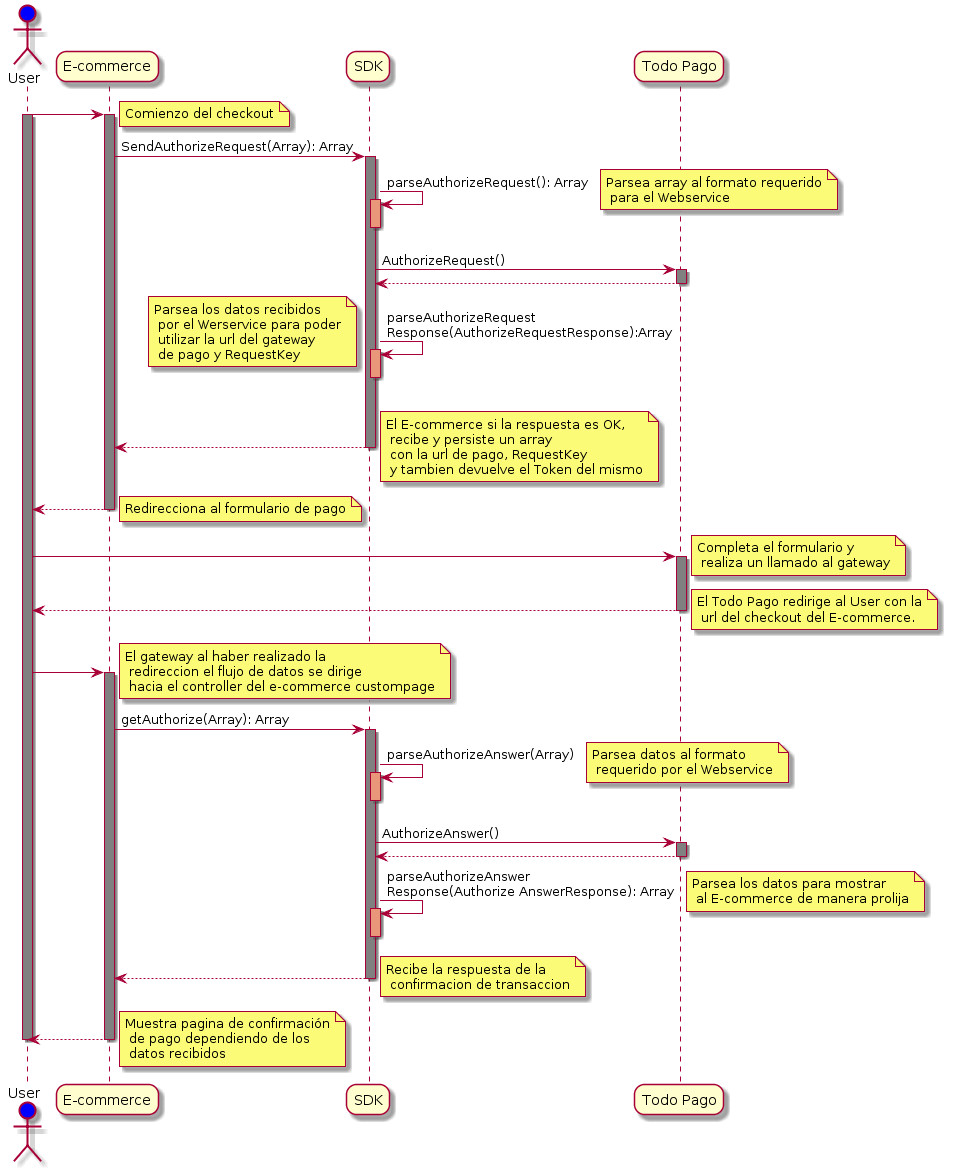 User
E-commerce
SDK
Todo Pago
Comienzo del checkout
SendAuthorizeRequest(Array): Array
parseAuthorizeRequest(): Array
Parsea array al formato requerido
para el Webservice
AuthorizeRequest()
Parsea los datos recibidos
por el Werservice para poder
utilizar la url del gateway
de pago y RequestKey
parseAuthorizeRequest
Response(AuthorizeRequestResponse):Array
El E-commerce si la respuesta es OK,
recibe y persiste un array
con la url de pago, RequestKey
y tambien devuelve el Token del mismo
Redirecciona al formulario de pago
Completa el formulario y
realiza un llamado al gateway
El Todo Pago redirige al User con la
url del checkout del E-commerce.
El gateway al haber realizado la
redireccion el flujo de datos se dirige
hacia el controller del e-commerce custompage
getAuthorize(Array): Array
parseAuthorizeAnswer(Array)
Parsea datos al formato
requerido por el Webservice
AuthorizeAnswer()
parseAuthorizeAnswer
Response(Authorize AnswerResponse): Array
Parsea los datos para mostrar
al E-commerce de manera prolija
Recibe la respuesta de la
confirmacion de transaccion
Muestra pagina de confirmación
de pago dependiendo de los
datos recibidos
User
E-commerce
SDK
Todo Pago